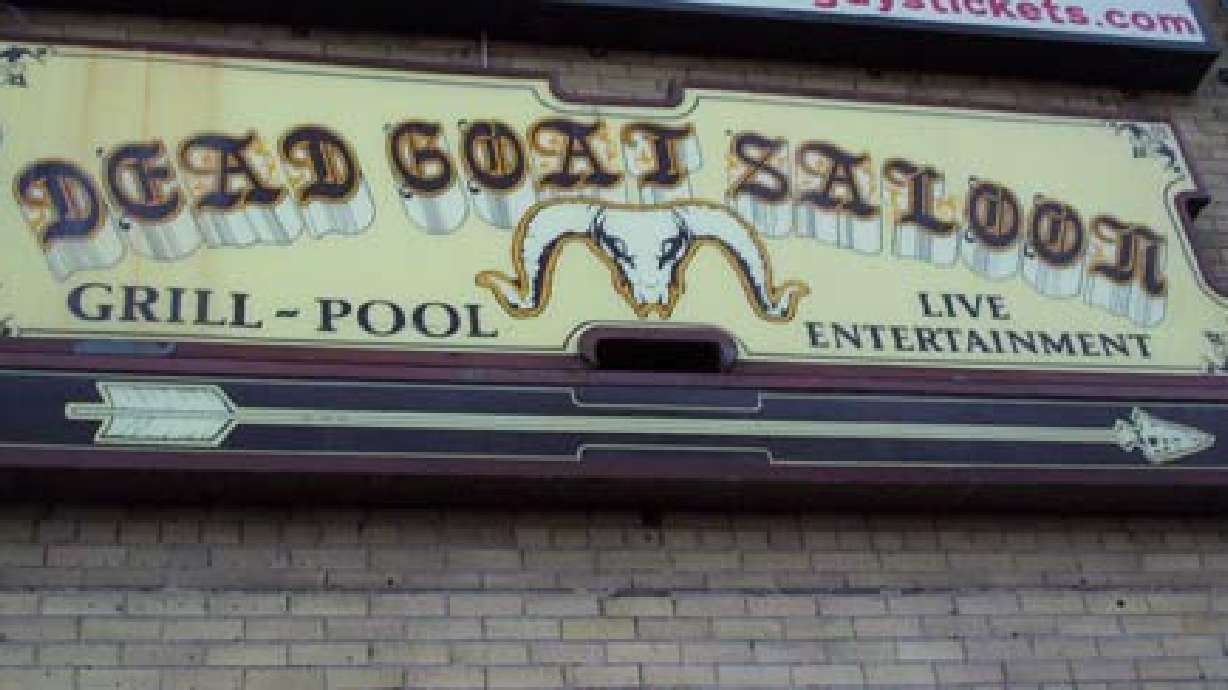 DEAD GOAT SALOON
GRILL ~ POOL
LIVE
ENTERTAINMENT